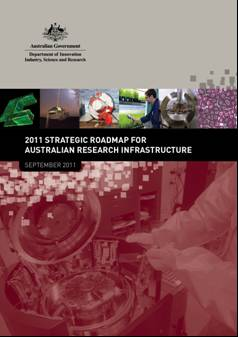 Australian Government
Department of Innovation
Industry, Science and Research
2011 STRATEGIC ROADMAP FOR
AUSTRALIAN RESEARCH INFRASTRUCTURE
SEPTEMBER 2011